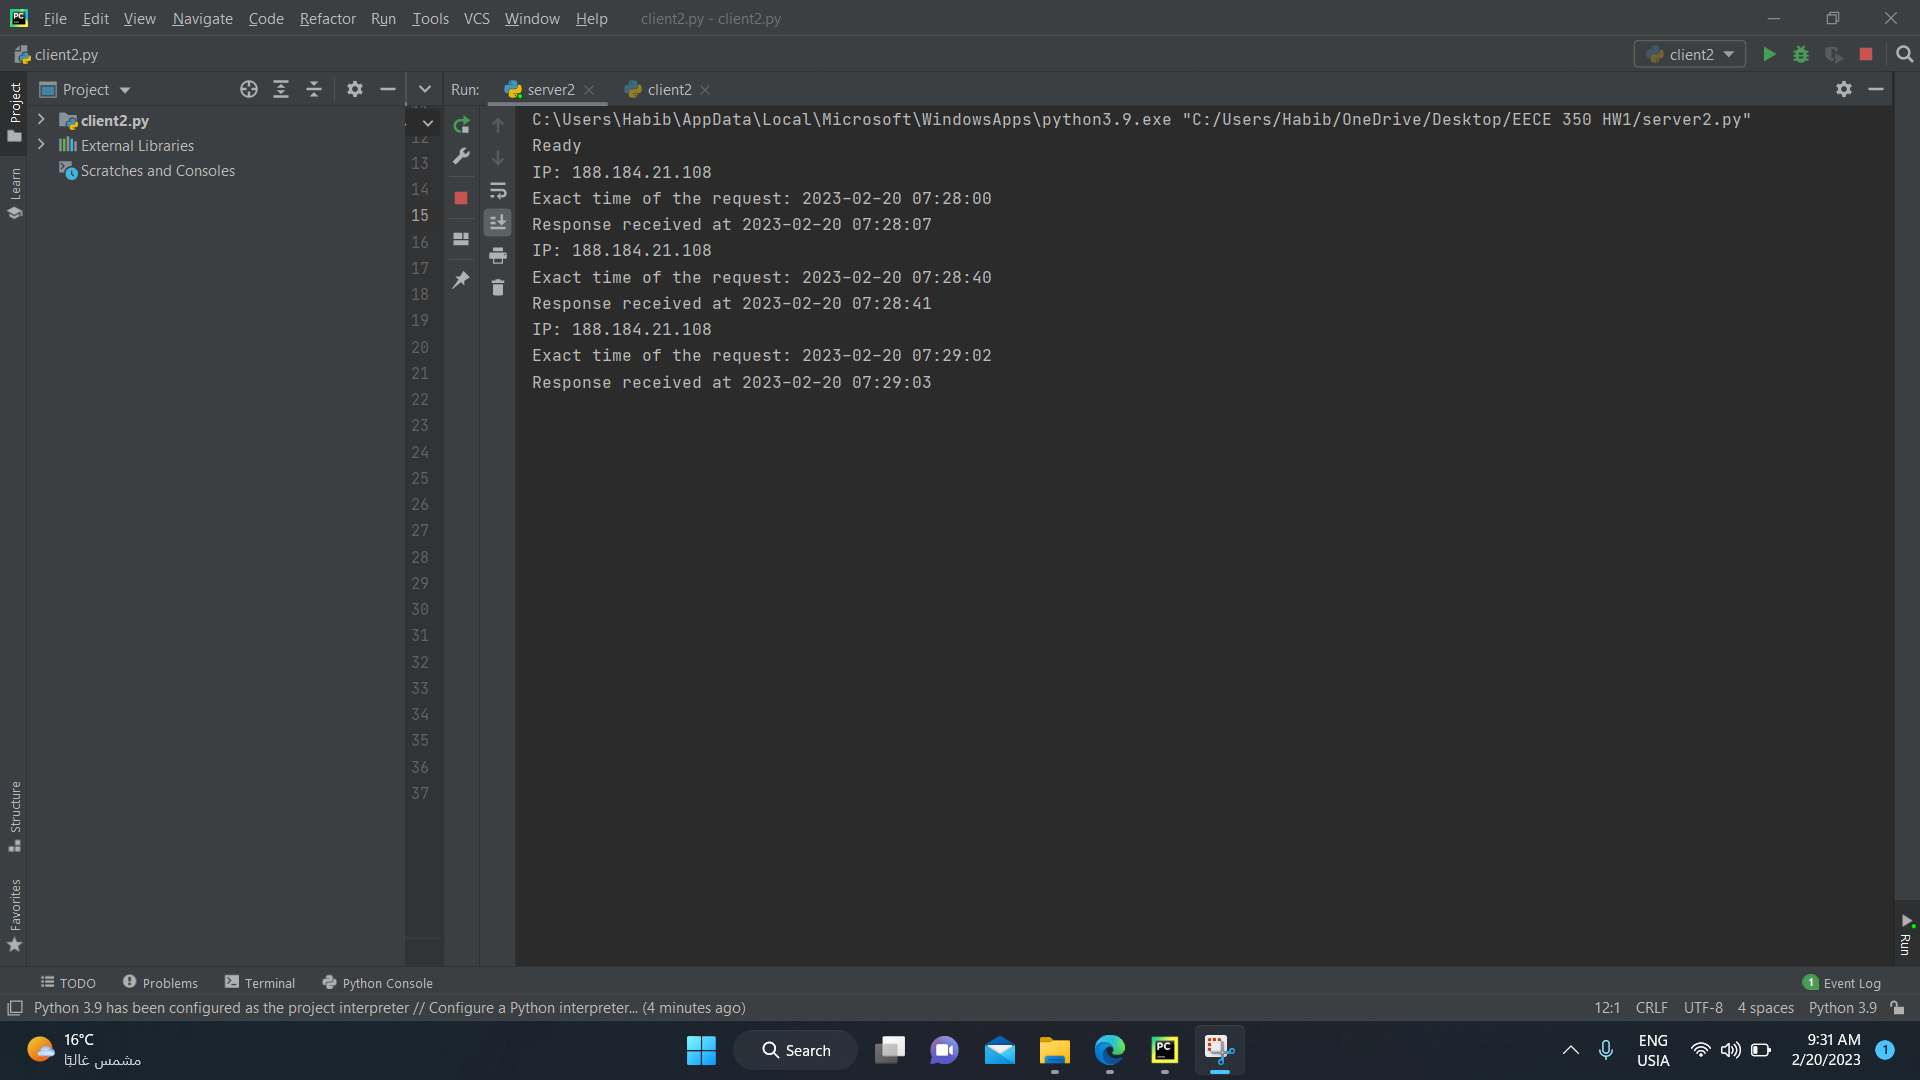 File Edit View Navigate Code Refactor Run Tools VCS Window Help client2.py - client2.py
client2.py
client2
Project
Run: server2 client2
client2.py
External Libraries
Scratches and Consoles
Project
Learn
Structure
Favorites
12
13
14
15
16
17
18
19
20
21
22
23
24
25
26
27
28
29
30
31
32
33
34
35
36
37
C:\Users\Habib\AppData\Local\Microsoft\WindowsApps\python3.9.exe "C:/Users/Habib/OneDrive/Desktop/EECE 350 HW1/server2.py"
Ready
IP: 188.184.21.108
Exact time of the request: 2023-02-20 07:28:00
Response received at 2023-02-20 07:28:07
IP: 188.184.21.108
Exact time of the request: 2023-02-20 07:28:40
Response received at 2023-02-20 07:28:41
IP: 188.184.21.108
Exact time of the request: 2023-02-20 07:29:02
Response received at 2023-02-20 07:29:03
Run
TODO Problems Terminal Python Console 1 Event Log
Python 3.9 has been configured as the project interpreter // Configure a Python interpreter... (4 minutes ago) 12:1 CRLF UTF-8 4 spaces Python 3.9
16°C
مشمس غالبًا
Search
PC
ENG
USIA
9:31 AM
2/20/2023
1